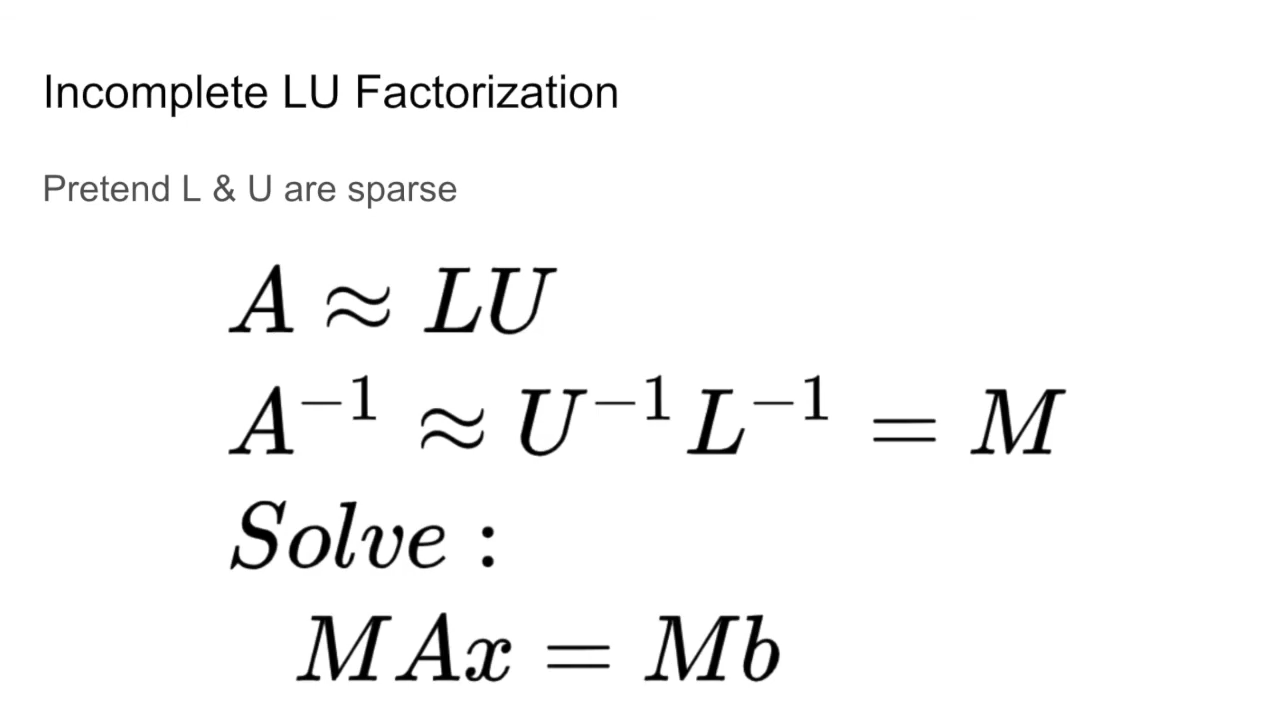 Incomplete LU Factorization
Pretend L & U are sparse
A ≈ LU
A⁻¹ ≈ U⁻¹L⁻¹ = M
Solve :
MAx = Mb